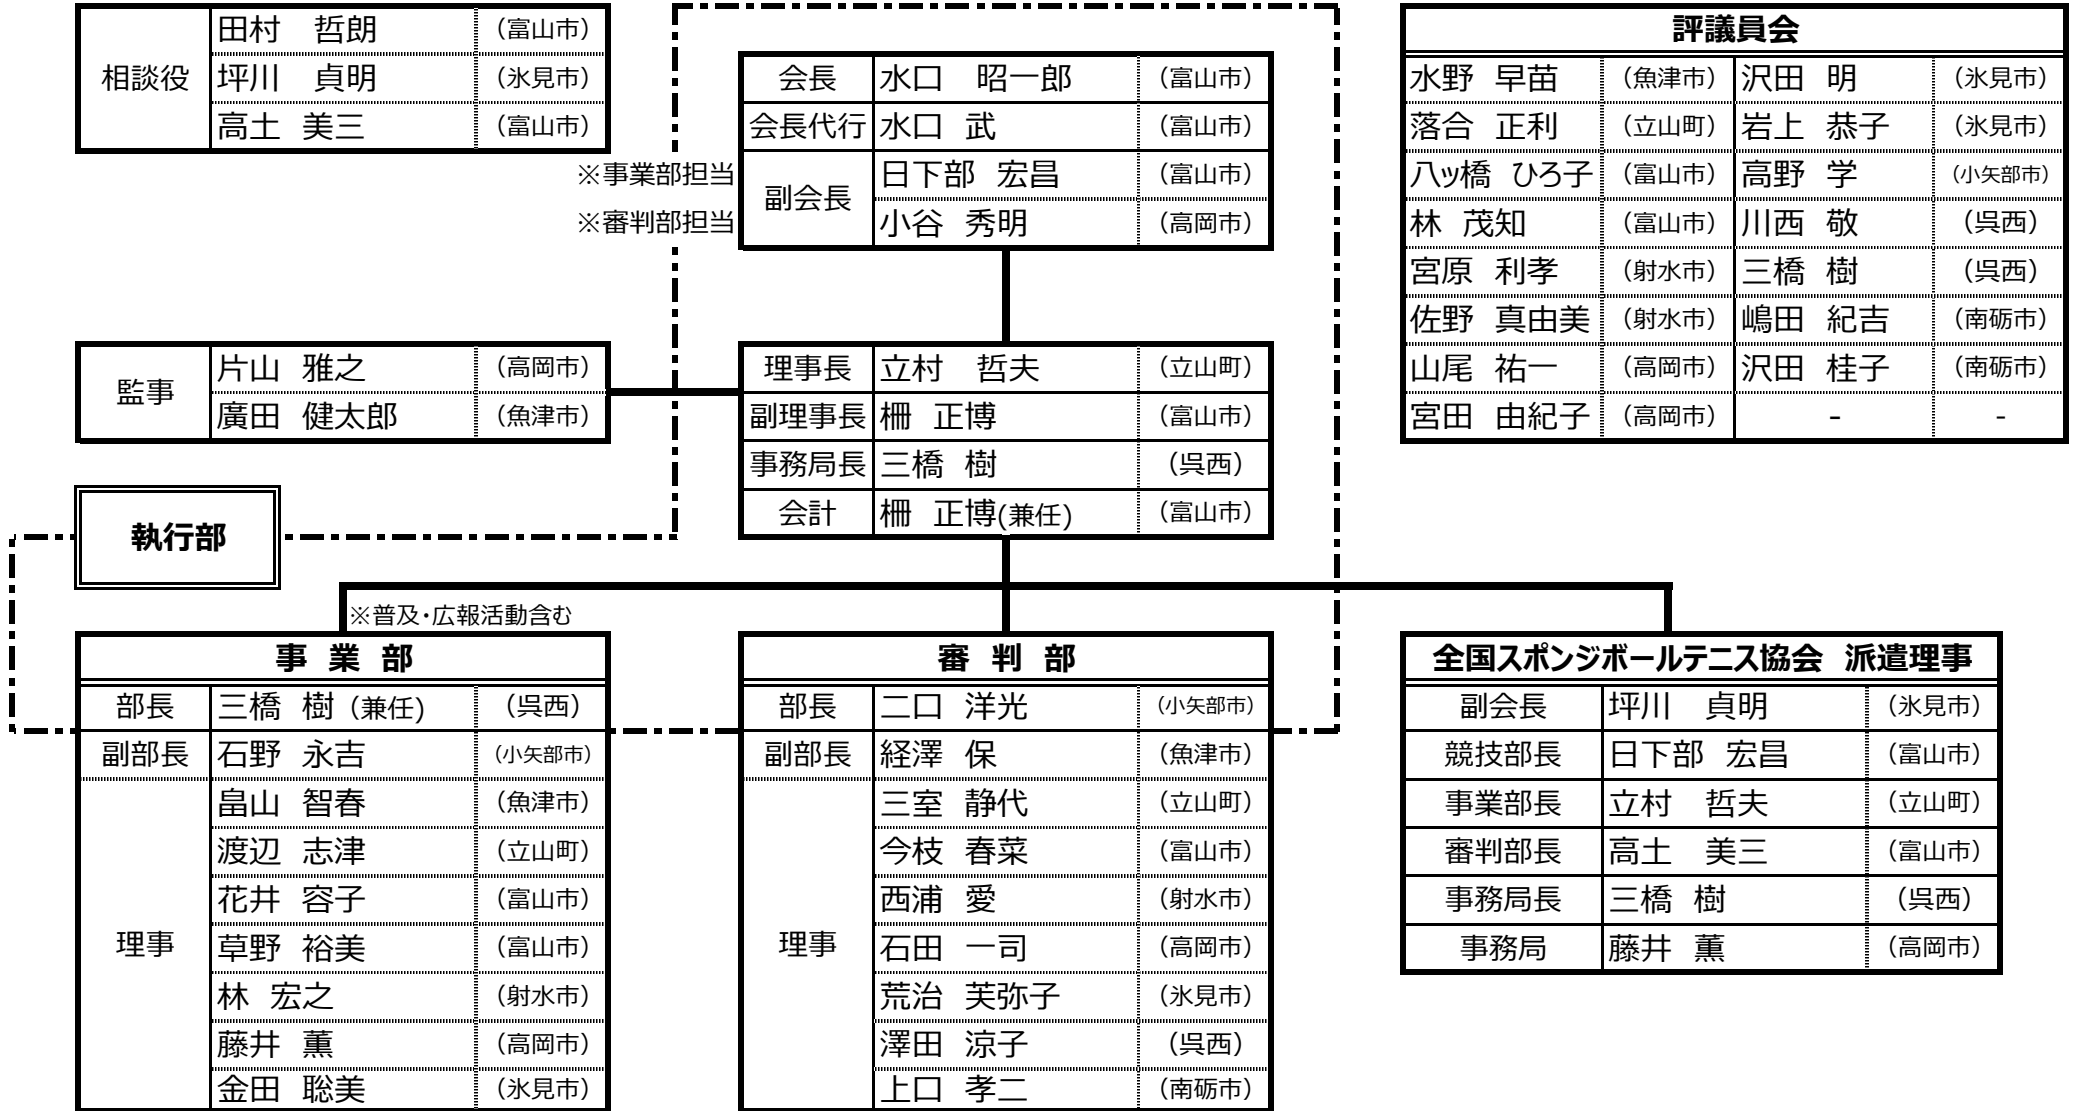 相談役
田村 哲朗 （富山市）
坪川 貞明 （氷見市）
高土 美三 （富山市）
会長 水口 昭一郎 （富山市）
会長代行 水口 武 （富山市）
※事業部担当
※審判部担当
副会長
日下部 宏昌 （富山市）
小谷 秀明 （高岡市）
評議員会
水野 早苗 （魚津市） 沢田 明 （氷見市）
落合 正利 （立山町） 岩上 恭子 （氷見市）
八ッ橋 ひろ子 （富山市） 高野 学 （小矢部市）
林 茂知 （富山市） 川西 敬 （呉西）
宮原 利孝 （射水市） 三橋 樹 （呉西）
佐野 真由美 （射水市） 嶋田 紀吉 （南砺市）
山尾 祐一 （高岡市） 沢田 桂子 （南砺市）
宮田 由紀子 （高岡市） - -
監事
片山 雅之 （高岡市）
廣田 健太郎 （魚津市）
理事長 立村 哲夫 （立山町）
副理事長 柵 正博 （富山市）
事務局長 三橋 樹 （呉西）
会計 柵 正博(兼任) （富山市）
執行部
※普及・広報活動含む
事 業 部
部長 三橋 樹（兼任) （呉西）
副部長 石野 永吉 （小矢部市）
理事
畠山 智春 （魚津市）
渡辺 志津 （立山町）
花井 容子 （富山市）
草野 裕美 （富山市）
林 宏之 （射水市）
藤井 薫 （高岡市）
金田 聡美 （氷見市）
審 判 部
部長 二口 洋光 （小矢部市）
副部長 経澤 保 （魚津市）
理事
三室 静代 （立山町）
今枝 春菜 （富山市）
西浦 愛 （射水市）
石田 一司 （高岡市）
荒治 芙弥子 （氷見市）
澤田 涼子 （呉西）
上口 孝二 （南砺市）
全国スポンジボールテニス協会 派遣理事
副会長 坪川 貞明 （氷見市）
競技部長 日下部 宏昌 （富山市）
事業部長 立村 哲夫 （立山町）
審判部長 高土 美三 （富山市）
事務局長 三橋 樹 （呉西）
事務局 藤井 薫 （高岡市）